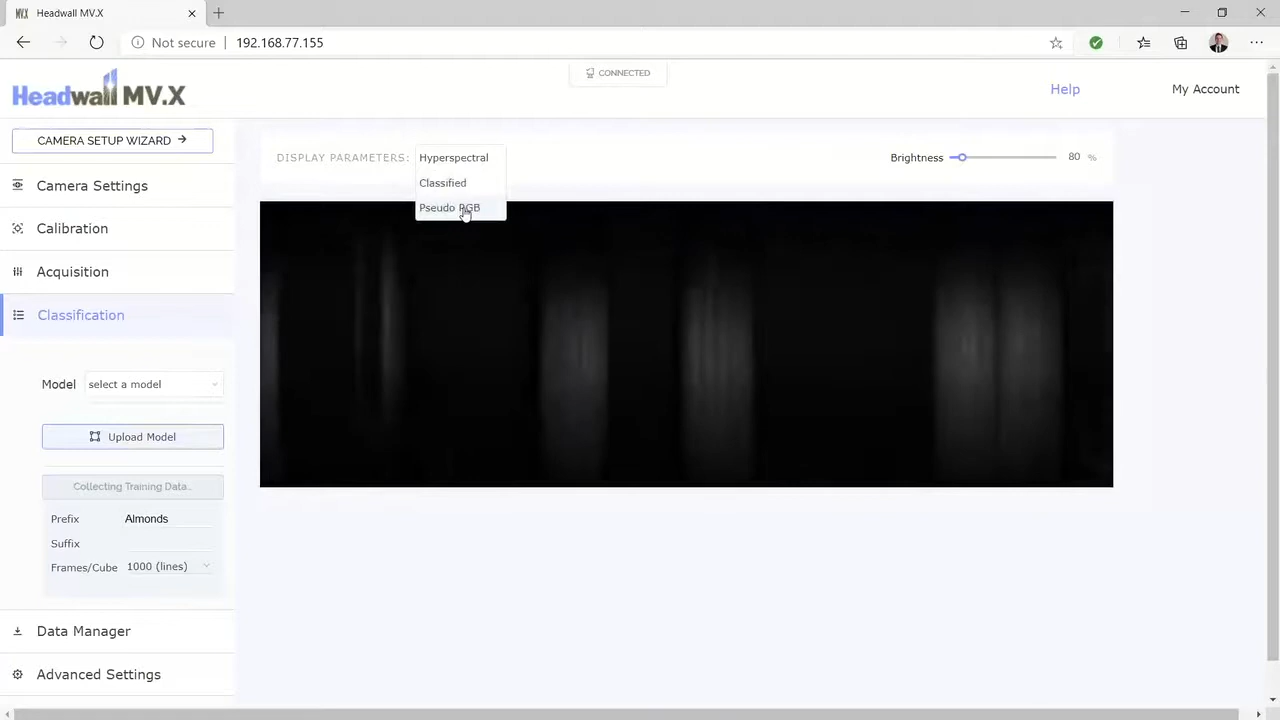 Headwall MV.X
Not secure | 192.168.77.155
Headwall MV.X
CONNECTED
Help
My Account
CAMERA SETUP WIZARD
DISPLAY PARAMETERS:
Hyperspectral
Classified
Pseudo RGB
Brightness 80 %
Camera Settings
Calibration
Acquisition
Classification
Model select a model
Upload Model
Collecting Training Data..
Prefix Almonds
Suffix
Frames/Cube 1000 (lines)
Data Manager
Advanced Settings